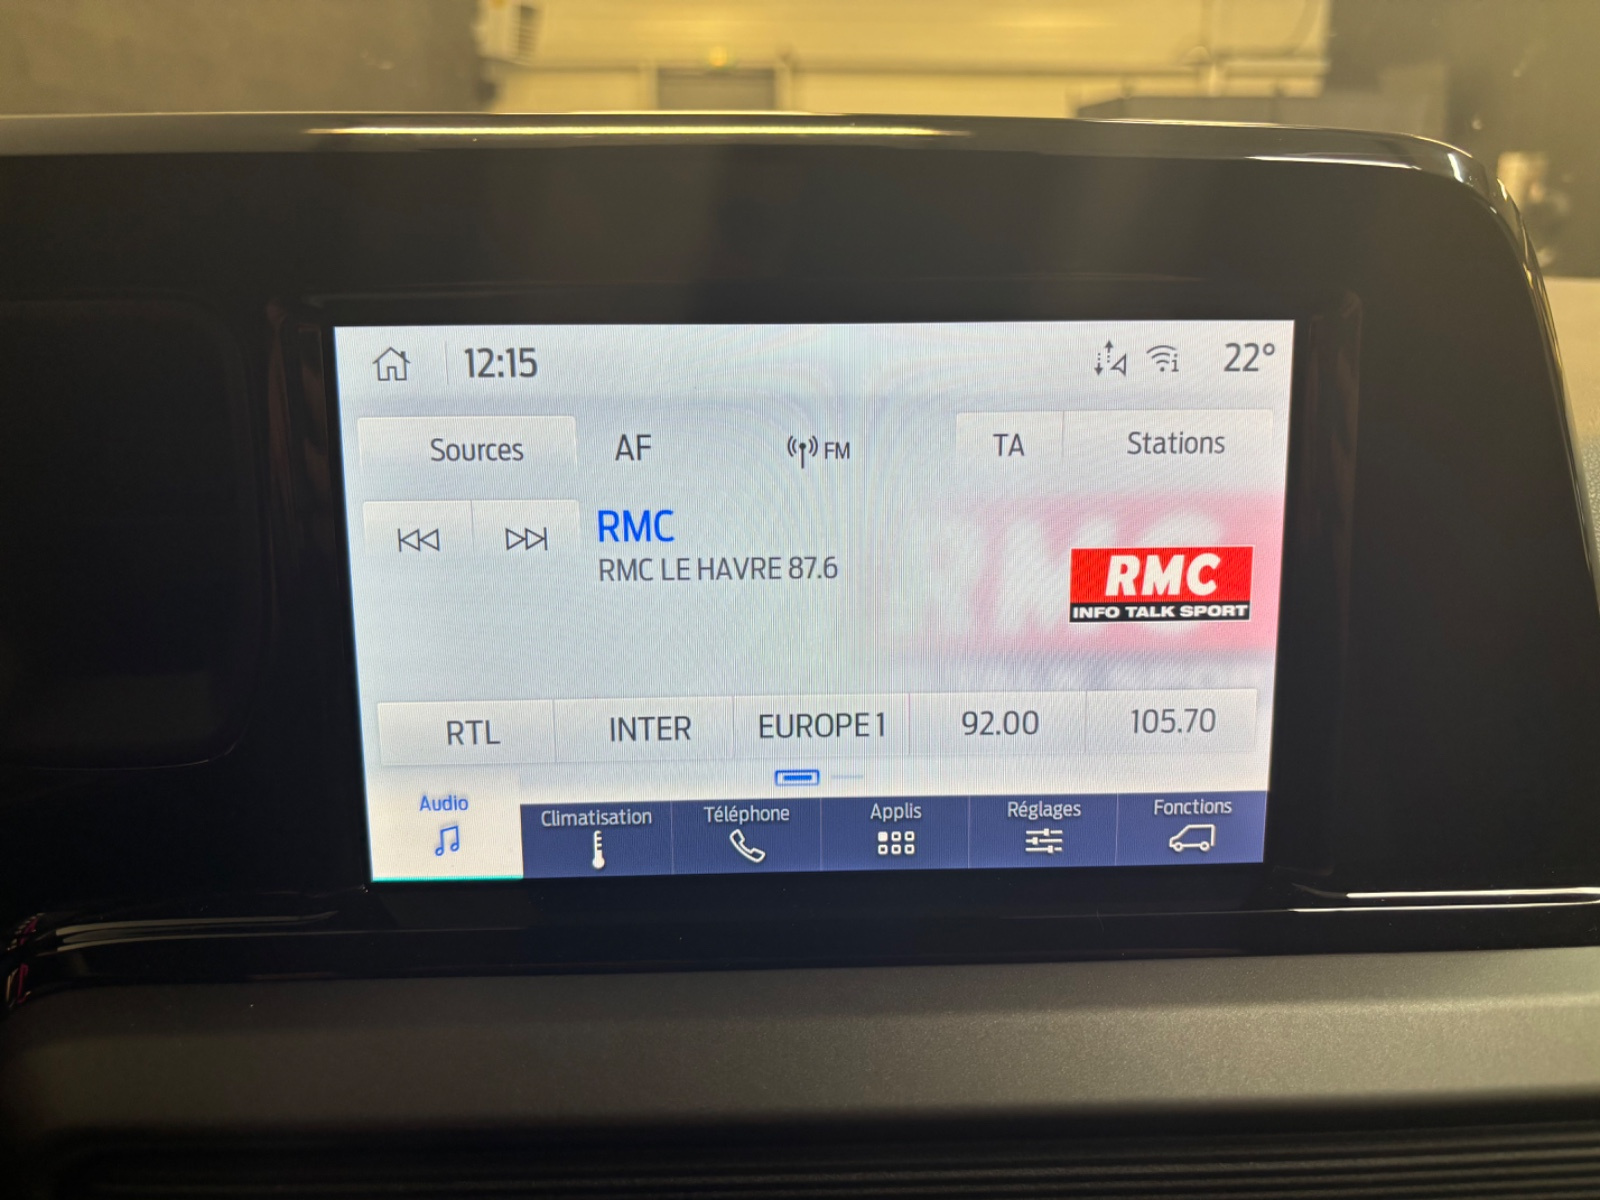 12:15
22°
Sources
AF
FM
TA
Stations
RMC
RMC LE HAVRE 87.6
RMC
INFO TALK SPORT
RTL
INTER
EUROPE 1
92.00
105.70
Audio
Climatisation
Téléphone
Applis
Réglages
Fonctions